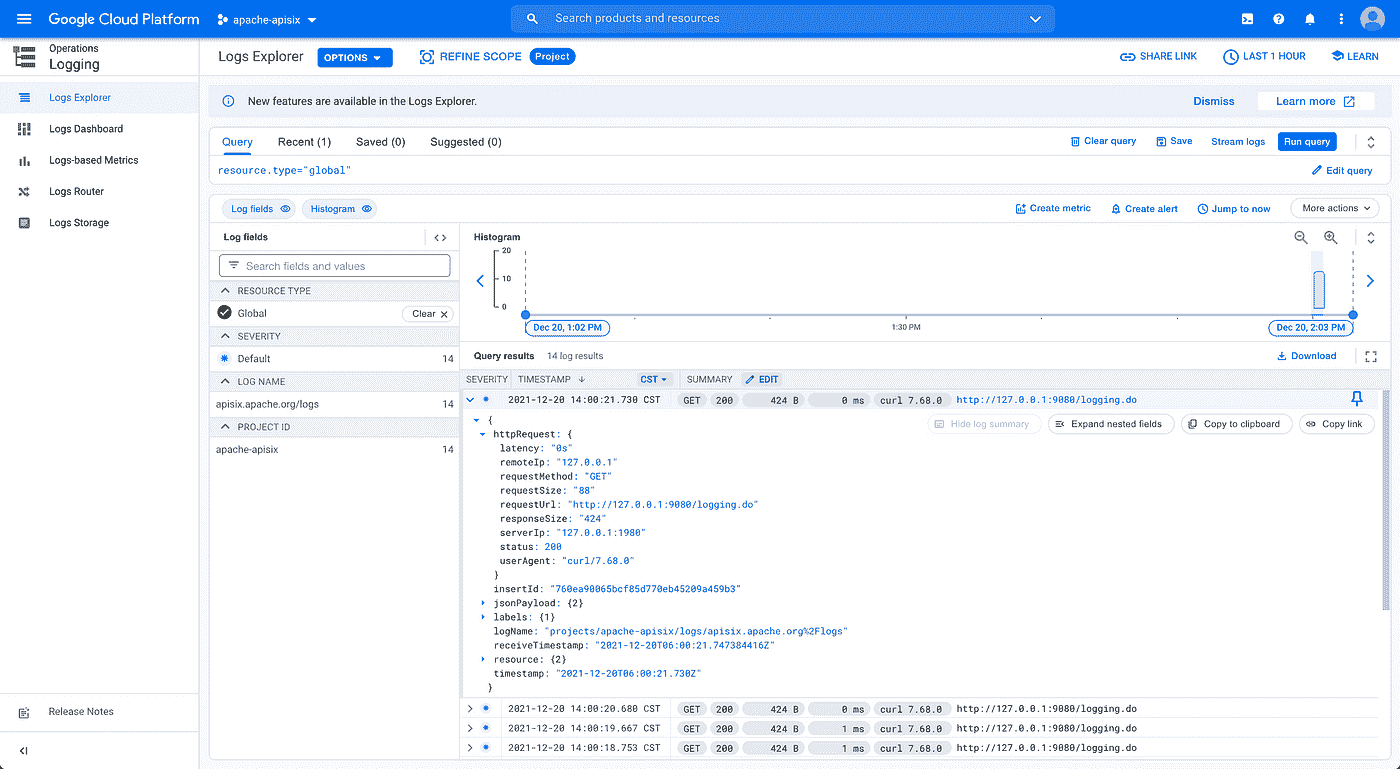 Google Cloud Platform apache-apisix Search products and resources
Operations
Logging
Logs Explorer OPTIONS REFINE SCOPE Project SHARE LINK LAST 1 HOUR LEARN
Logs Explorer
Logs Dashboard
Logs-based Metrics
Logs Router
Logs Storage
Release Notes
New features are available in the Logs Explorer. Dismiss Learn more
Query Recent (1) Saved (0) Suggested (0) Clear query Save Stream logs Run query
resource.type="global" Edit query
Log fields Histogram Create metric Create alert Jump to now More actions
Log fields
Search fields and values
RESOURCE TYPE
Global Clear
SEVERITY
Default 14
LOG NAME
apisix.apache.org/logs 14
PROJECT ID
apache-apisix 14
Histogram
20
10
0
Dec 20, 1:02 PM 1:30 PM Dec 20, 2:03 PM
Query results 14 log results Download
SEVERITY TIMESTAMP CST SUMMARY EDIT
2021-12-20 14:00:21.730 CST GET 200 424 B 0 ms curl 7.68.0 http://127.0.0.1:9080/logging.do
Hide log summary Expand nested fields Copy to clipboard Copy link
{
httpRequest: {
latency: "0s"
remoteIp: "127.0.0.1"
requestMethod: "GET"
requestSize: "88"
requestUrl: "http://127.0.0.1:9080/logging.do"
responseSize: "424"
serverIp: "127.0.0.1:1980"
status: 200
userAgent: "curl/7.68.0"
}
insertId: "760ea90065bcf85d770eb45209a459b3"
jsonPayload: {2}
labels: {1}
logName: "projects/apache-apisix/logs/apisix.apache.org%2Flogs"
receiveTimestamp: "2021-12-20T06:00:21.747384416Z"
resource: {2}
timestamp: "2021-12-20T06:00:21.730Z"
}
2021-12-20 14:00:20.680 CST GET 200 424 B 0 ms curl 7.68.0 http://127.0.0.1:9080/logging.do
2021-12-20 14:00:19.667 CST GET 200 424 B 1 ms curl 7.68.0 http://127.0.0.1:9080/logging.do
2021-12-20 14:00:18.753 CST GET 200 424 B 1 ms curl 7.68.0 http://127.0.0.1:9080/logging.do